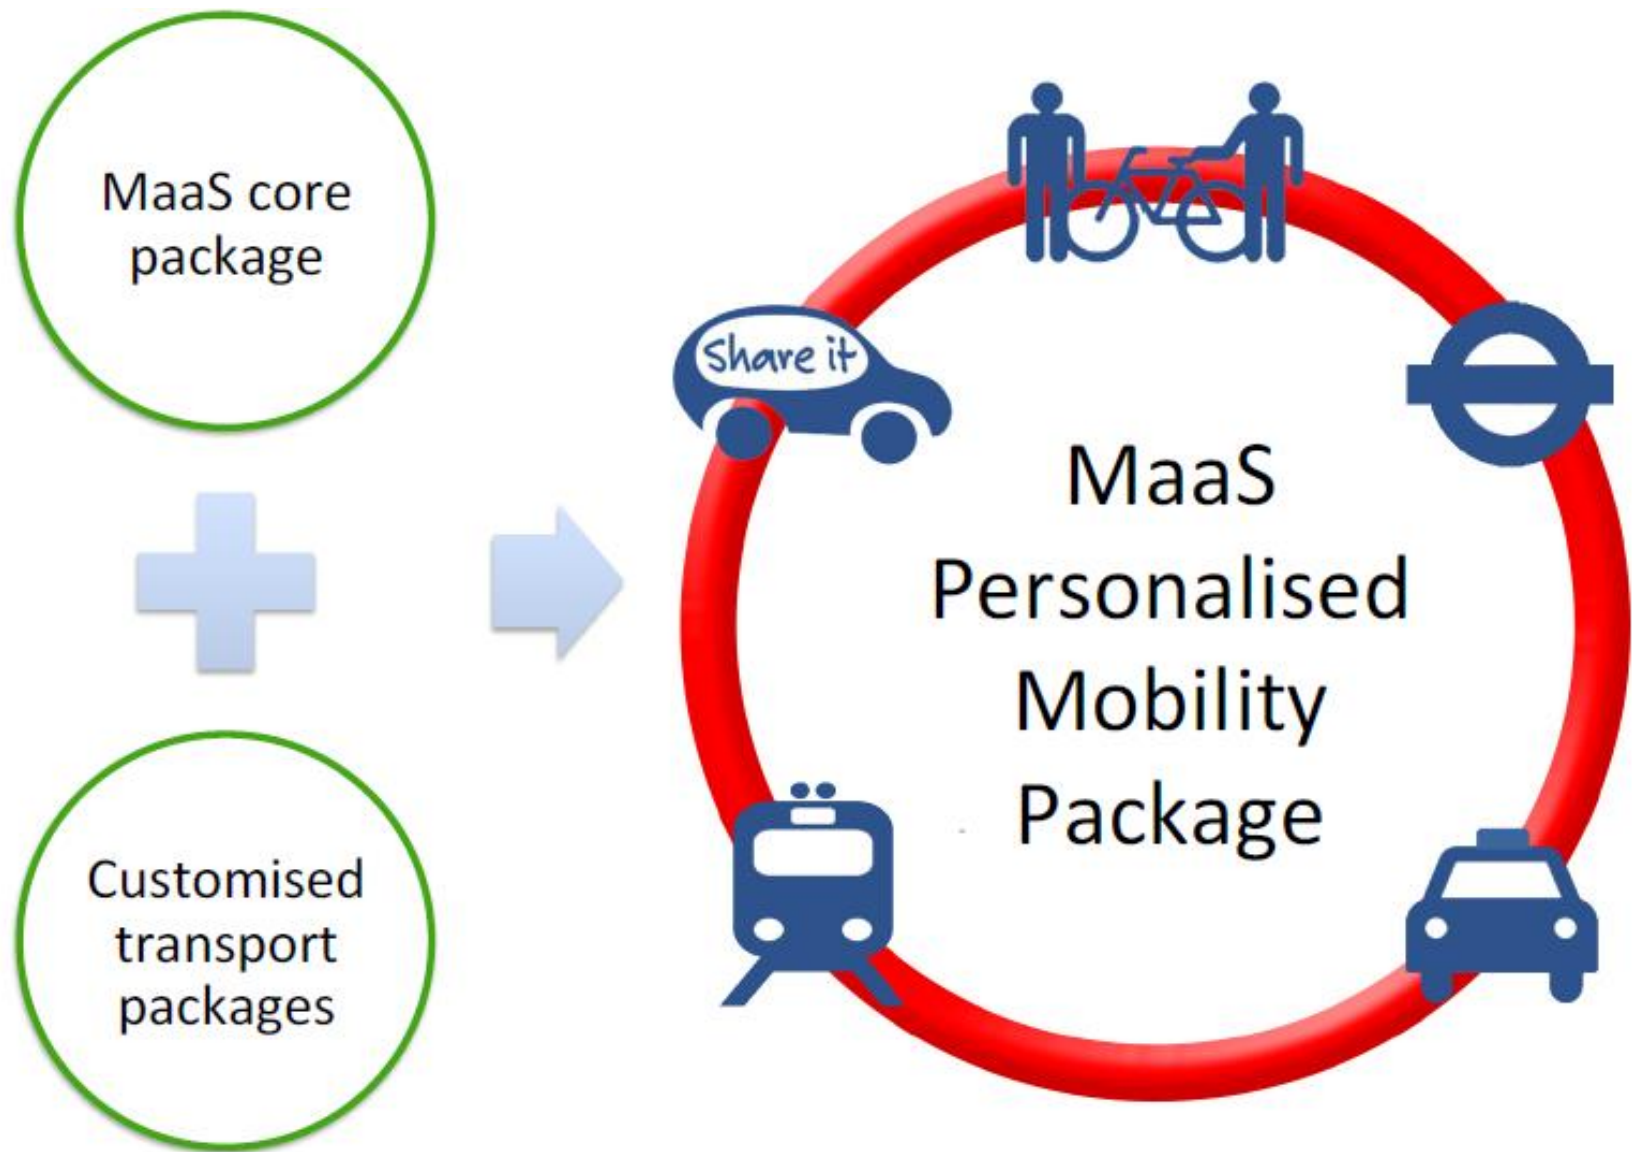 MaaS core
package
Customised
transport
packages
Share it
MaaS
Personalised
Mobility
Package